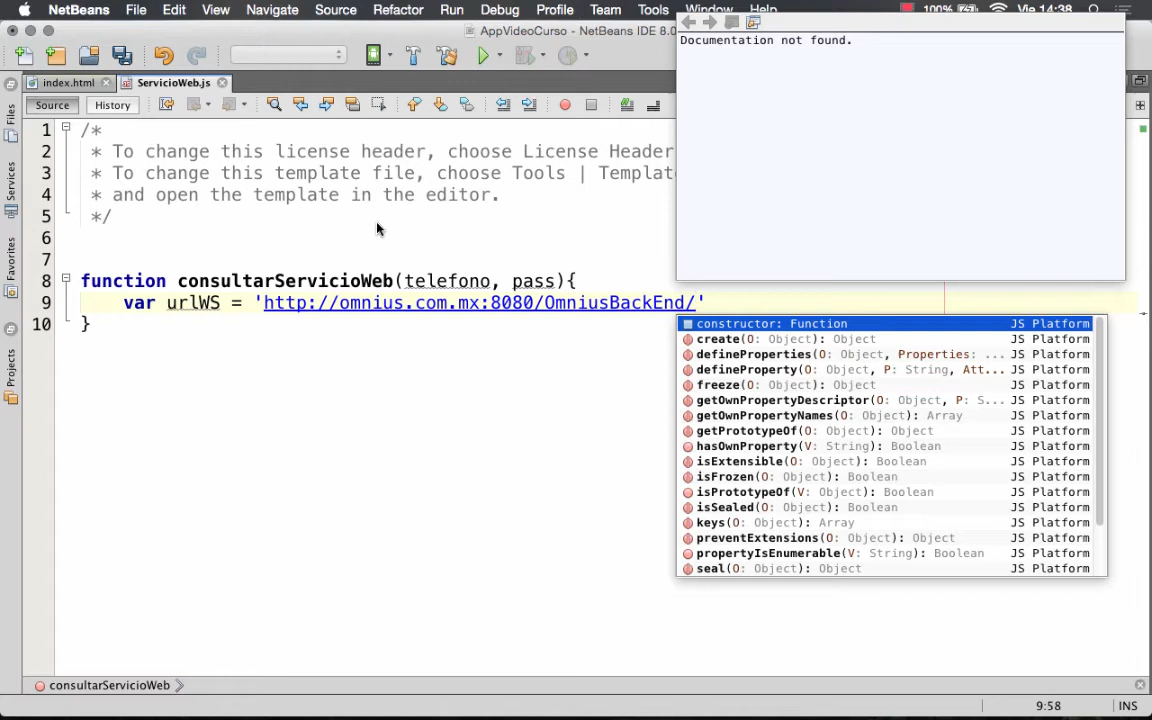 NetBeans File Edit View Navigate Source Refactor Run Debug Profile Team Tools Window Help 100% Vie 14:38
AppVideoCurso - NetBeans IDE 8.0
Documentation not found.
index.html ServicioWeb.js
Source History
Files
Services
Favorites
Projects
1 /*
2 * To change this license header, choose License Header
3 * To change this template file, choose Tools | Template
4 * and open the template in the editor.
5 */
6
7
8 function consultarServicioWeb(telefono, pass){
9 var urlWS = 'http://omnius.com.mx:8080/OmniusBackEnd/'
10 }
constructor: Function JS Platform
create(O: Object): Object JS Platform
defineProperties(O: Object, Properties: ... JS Platform
defineProperty(O: Object, P: String, Att... JS Platform
freeze(O: Object): Object JS Platform
getOwnPropertyDescriptor(O: Object, P: S... JS Platform
getOwnPropertyNames(O: Object): Array JS Platform
getPrototypeOf(O: Object): Object JS Platform
hasOwnProperty(V: String): Boolean JS Platform
isExtensible(O: Object): Boolean JS Platform
isFrozen(O: Object): Boolean JS Platform
isPrototypeOf(V: Object): Boolean JS Platform
isSealed(O: Object): Boolean JS Platform
keys(O: Object): Array JS Platform
preventExtensions(O: Object): Object JS Platform
propertyIsEnumerable(V: String): Boolean JS Platform
seal(O: Object): Object JS Platform
consultarServicioWeb
9:58 INS